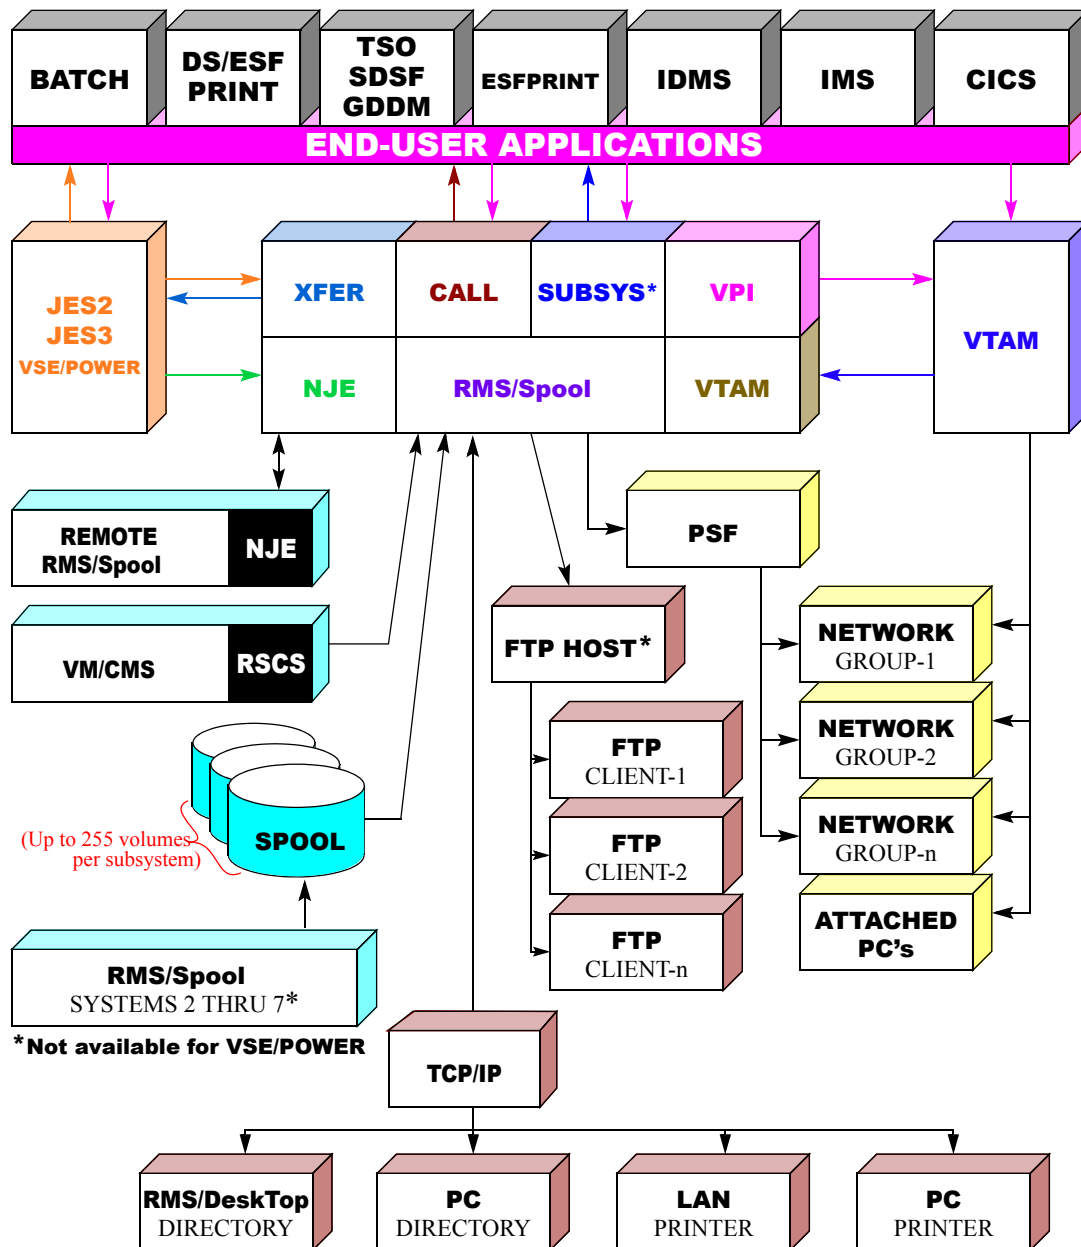 BATCH
DS/ESF
PRINT
TSO
SDSF
GDDM
ESFPRINT
IDMS
IMS
CICS
END-USER APPLICATIONS
JES2
JES3
VSE/POWER
XFER
CALL
SUBSYS*
VPI
NJE
RMS/Spool
VTAM
VTAM
REMOTE
RMS/Spool
NJE
PSF
VM/CMS
RSCS
FTP HOST*
NETWORK
GROUP-1
NETWORK
GROUP-2
NETWORK
GROUP-n
ATTACHED
PC's
FTP
CLIENT-1
FTP
CLIENT-2
FTP
CLIENT-n
(Up to 255 volumes
per subsystem)
SPOOL
RMS/Spool
SYSTEMS 2 THRU 7*
*Not available for VSE/POWER
TCP/IP
RMS/DeskTop
DIRECTORY
PC
DIRECTORY
LAN
PRINTER
PC
PRINTER